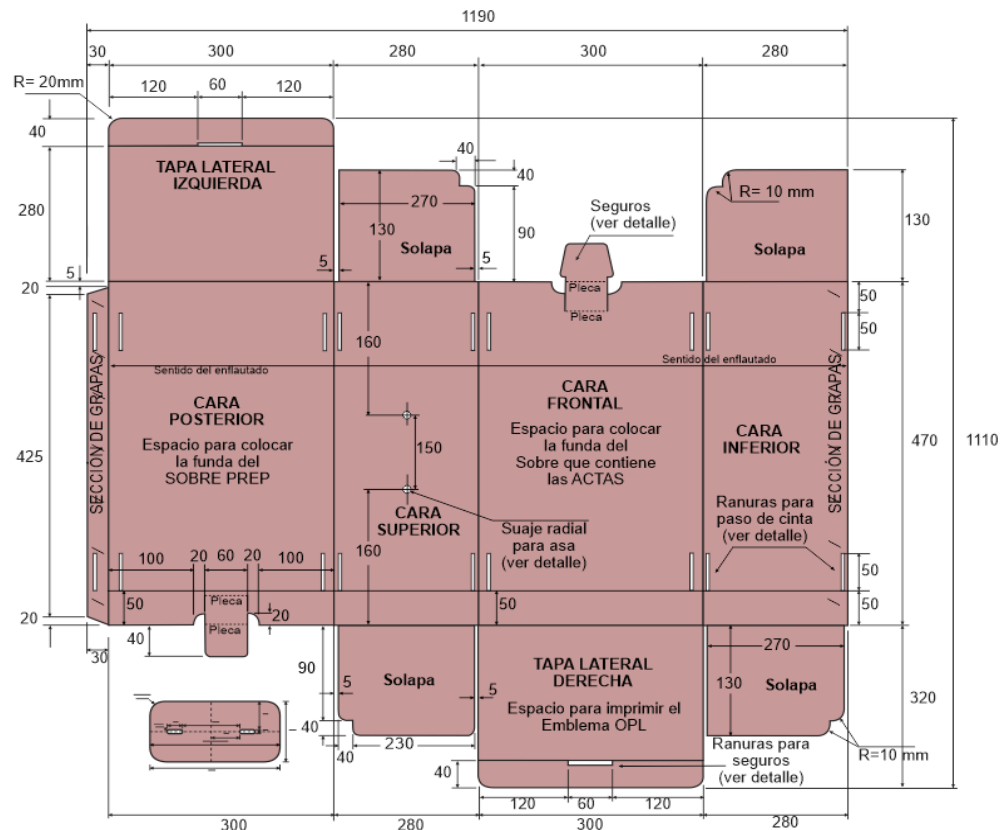 1190
30
300
280
300
280
R= 20mm
120
60
120
40
TAPA LATERAL
IZQUIERDA
280
40
40
270
130
90
Solapa
5
5
Seguros
(ver detalle)
R= 10 mm
130
Solapa
5
20
Pleca
Pleca
50
50
160
Sentido del enflautado
Sentido del enflautado
SECCIÓN DE GRAPAS
CARA
POSTERIOR
Espacio para colocar
la funda del
SOBRE PREP
425
150
CARA
SUPERIOR
CARA
FRONTAL
Espacio para colocar
la funda del
Sobre que contiene
las ACTAS
CARA
INFERIOR
SECCIÓN DE GRAPAS
470
1110
Suaje radial
para asa
(ver detalle)
Ranuras para
paso de cinta
(ver detalle)
160
100
20
60
20
100
50
50
50
50
50
20
20
Pleca
Pleca
40
30
90
5
Solapa
5
40
40
230
TAPA LATERAL
DERECHA
Espacio para imprimir el
Emblema OPL
270
130
Solapa
320
R=10 mm
Ranuras para
seguros
(ver detalle)
40
120
60
120
300
280
300
280